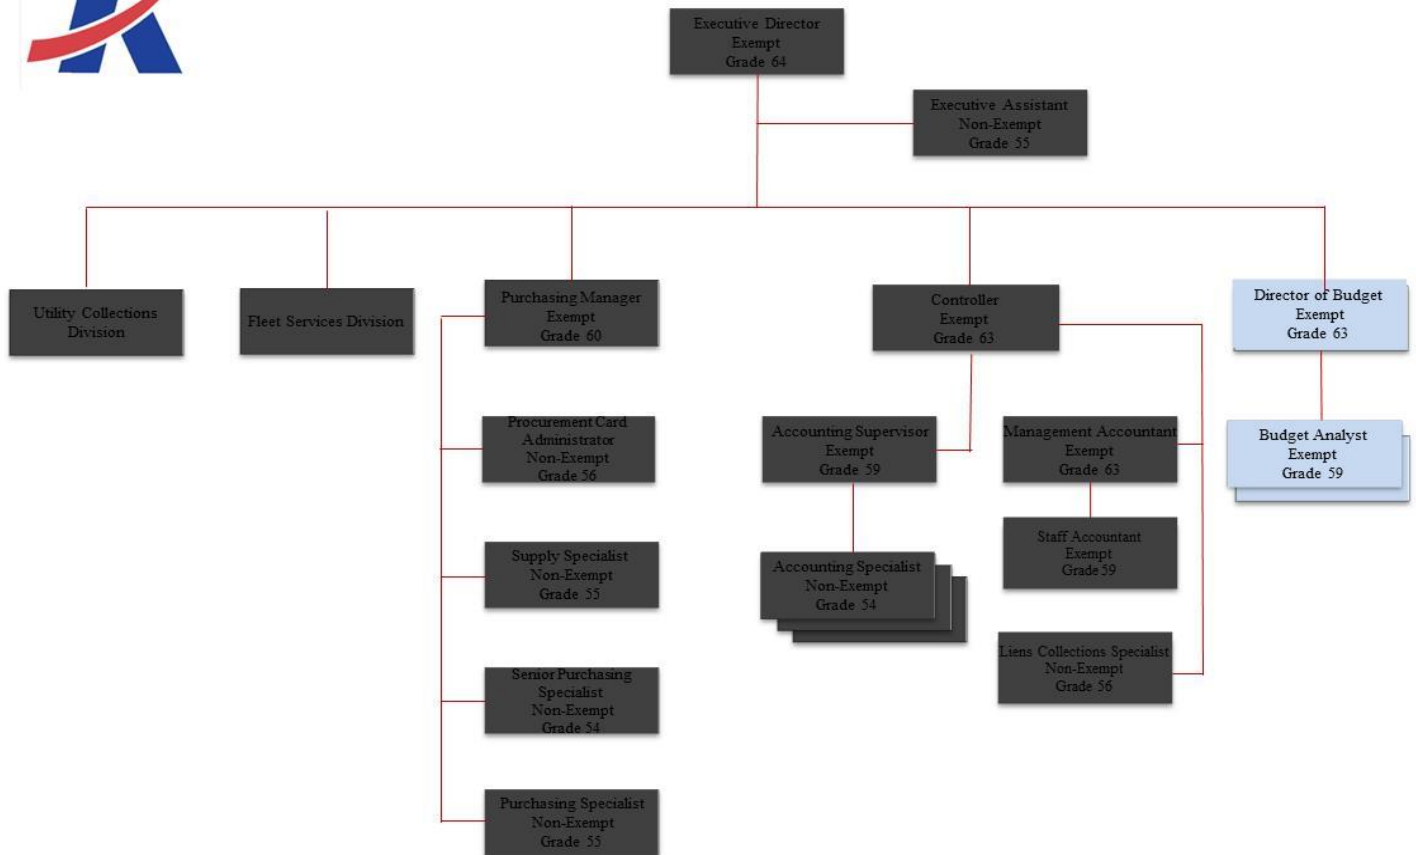 Executive Director
Exempt
Grade 64
Executive Assistant
Non-Exempt
Grade 55
Utility Collections
Division
Fleet Services Division
Purchasing Manager
Exempt
Grade 60
Controller
Exempt
Grade 63
Director of Budget
Exempt
Grade 63
Procurement Card
Administrator
Non-Exempt
Grade 56
Accounting Supervisor
Exempt
Grade 59
Management Accountant
Exempt
Grade 63
Budget Analyst
Exempt
Grade 59
Supply Specialist
Non-Exempt
Grade 55
Accounting Specialist
Non-Exempt
Grade 54
Staff Accountant
Exempt
Grade 59
Senior Purchasing
Specialist
Non-Exempt
Grade 54
Liens Collections Specialist
Non-Exempt
Grade 56
Purchasing Specialist
Non-Exempt
Grade 55